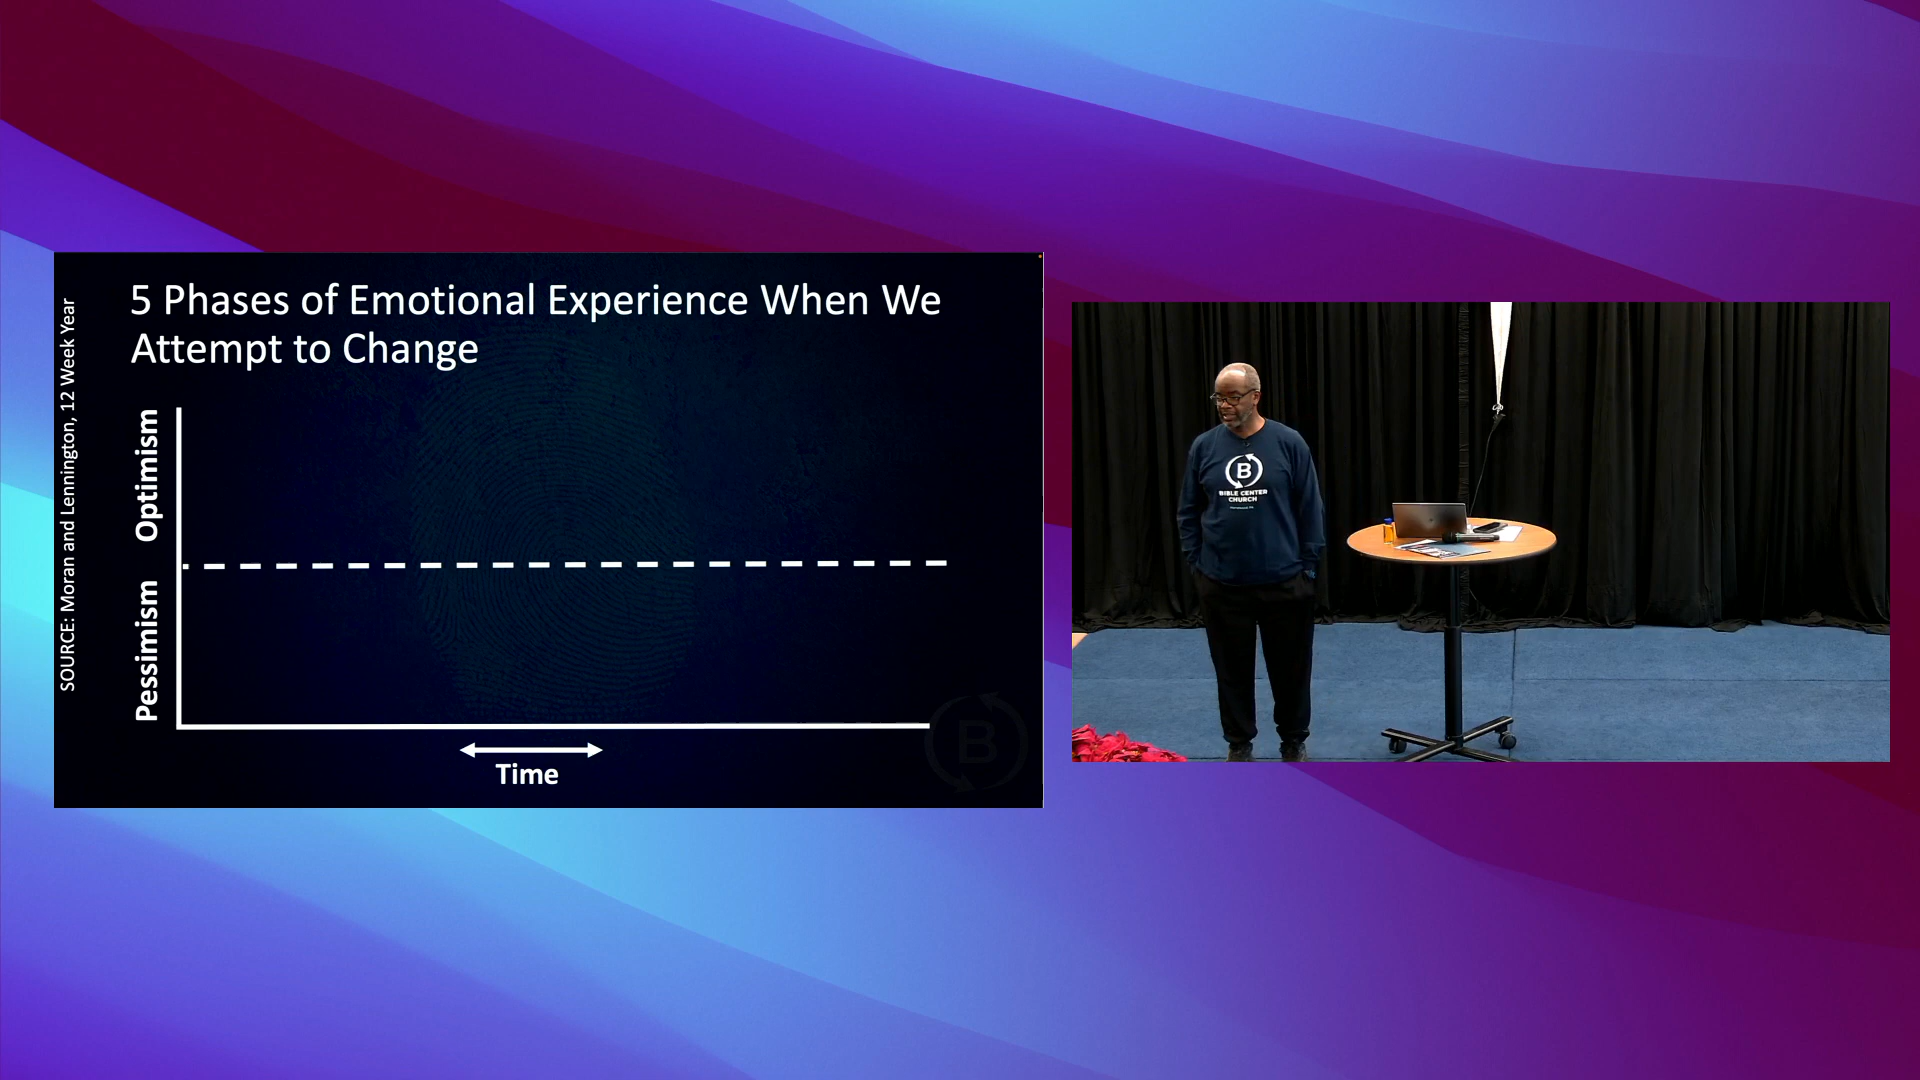 5 Phases of Emotional Experience When We
Attempt to Change
SOURCE: Moran and Lennington, 12 Week Year
Optimism
Pessimism
Time
B
B
BIBLE CENTER
CHURCH